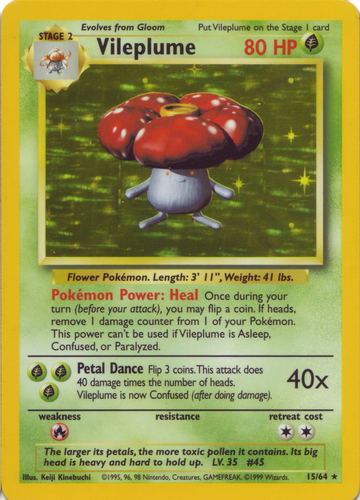 Evolves from Gloom Put Vileplume on the Stage 1 card
STAGE 2
Vileplume 80 HP
Flower Pokémon. Length: 3' 11", Weight: 41 lbs.
Pokémon Power: Heal Once during your
turn (before your attack), you may flip a coin. If heads,
remove 1 damage counter from 1 of your Pokémon.
This power can't be used if Vileplume is Asleep,
Confused, or Paralyzed.
Petal Dance Flip 3 coins. This attack does
40 damage times the number of heads.
Vileplume is now Confused (after doing damage).
40x
weakness resistance retreat cost
The larger its petals, the more toxic pollen it contains. Its big
head is heavy and hard to hold up. LV. 35 #45
Illus. Keiji Kinebuchi ©1995, 96, 98 Nintendo, Creatures, GAMEFREAK. ©1999 Wizards. 15/64 ★